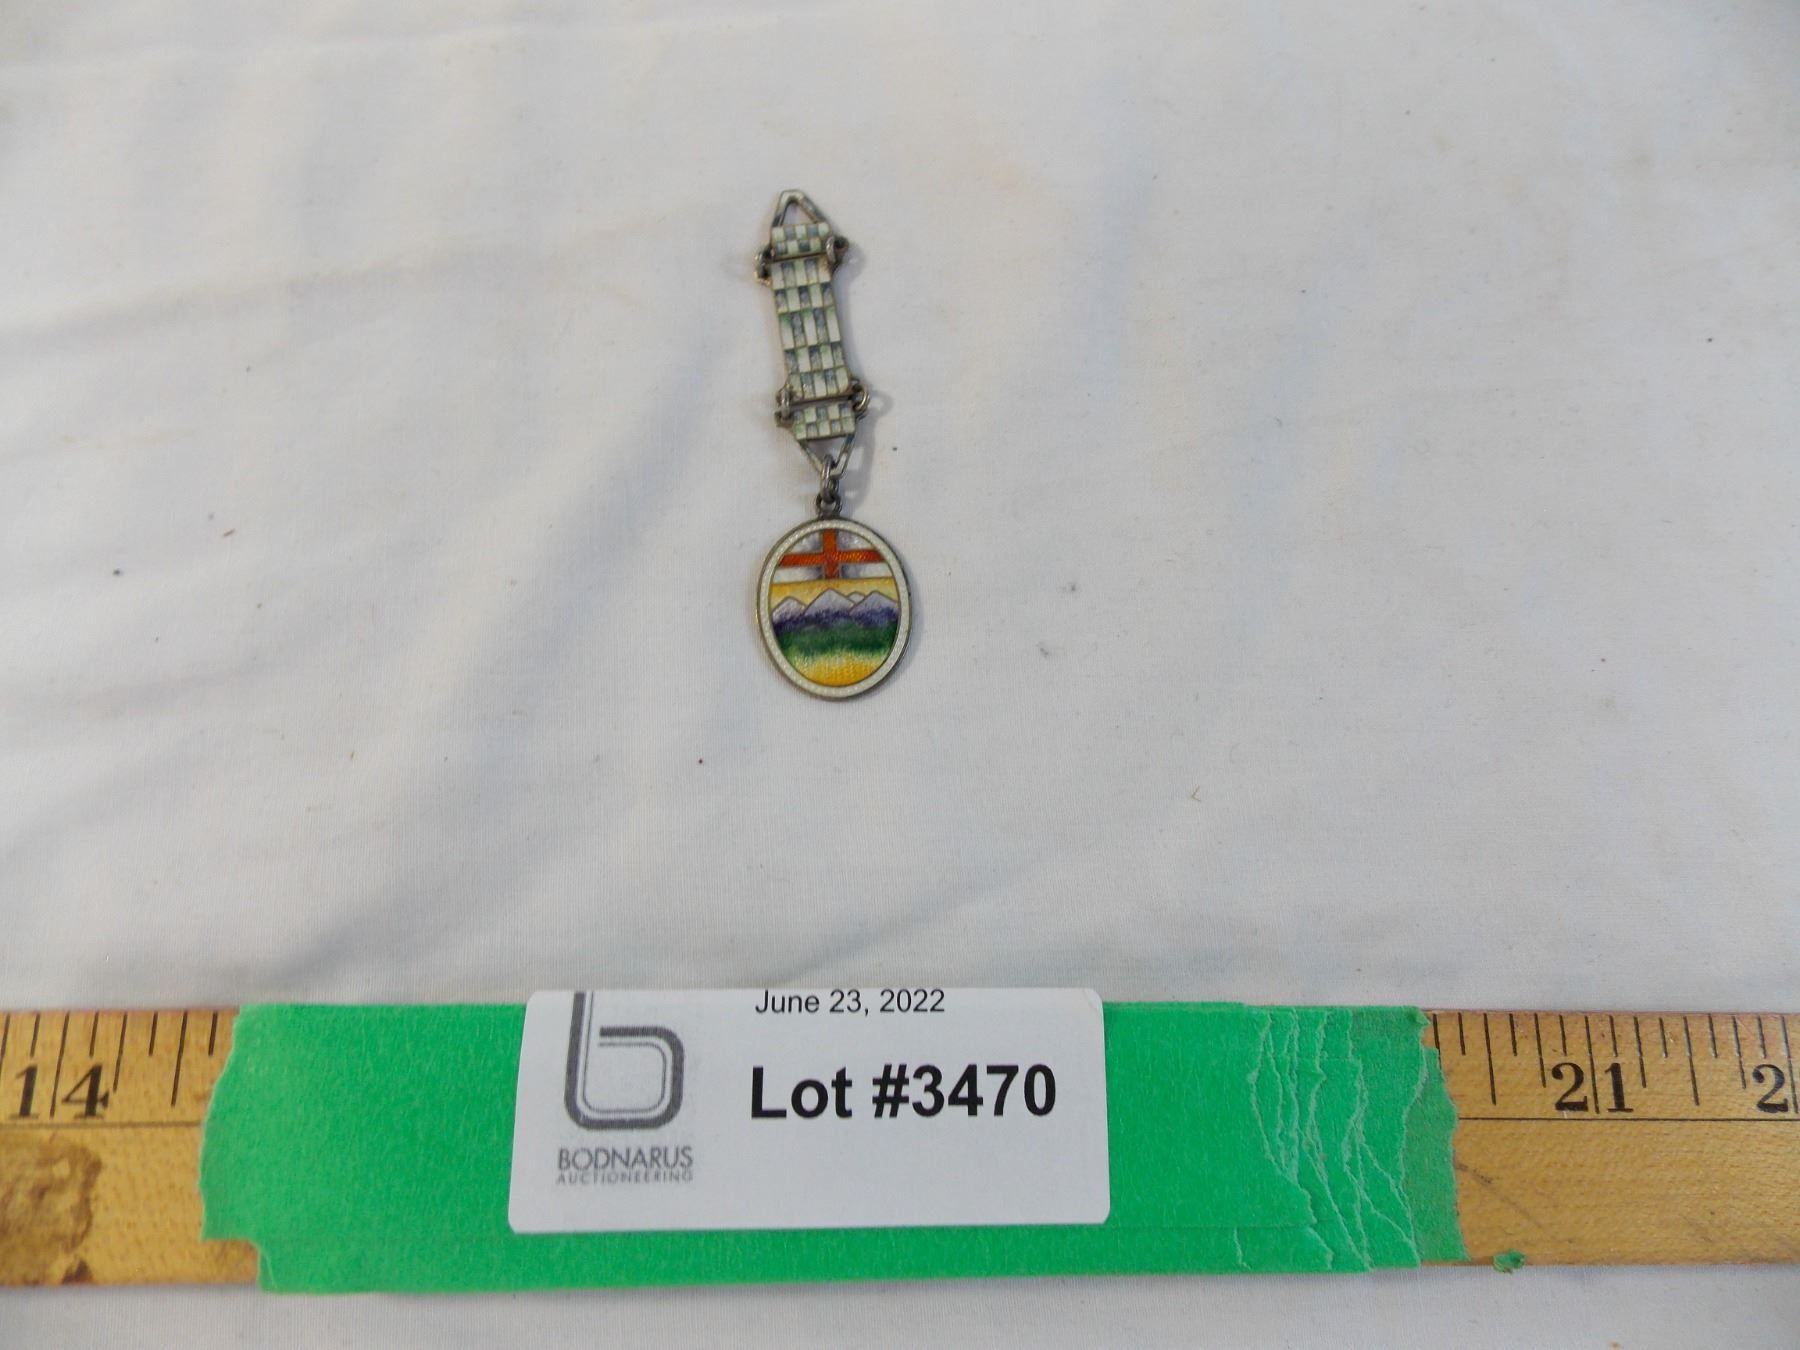 June 23, 2022
Lot #3470
BODNARUS
AUCTIONEERING
14
21
2